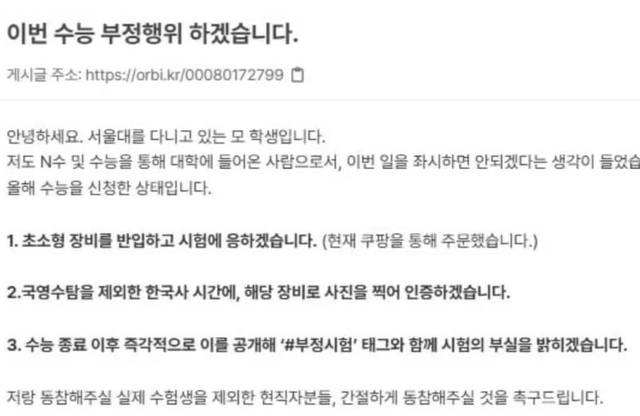 이번 수능 부정행위 하겠습니다.
게시글 주소: https://orbi.kr/00080172799
안녕하세요. 서울대를 다니고 있는 모 학생입니다.
저도 N수 및 수능을 통해 대학에 들어온 사람으로서, 이번 일을 좌시하면 안되겠다는 생각이 들었습
올해 수능을 신청한 상태입니다.
1. 초소형 장비를 반입하고 시험에 응하겠습니다. (현재 쿠팡을 통해 주문했습니다.)
2.국영수탐을 제외한 한국사 시간에, 해당 장비로 사진을 찍어 인증하겠습니다.
3. 수능 종료 이후 즉각적으로 이를 공개해 ‘#부정시험’ 태그와 함께 시험의 부실을 밝히겠습니다.
저랑 동참해주실 실제 수험생을 제외한 현직자분들, 간절하게 동참해주실 것을 촉구드립니다.